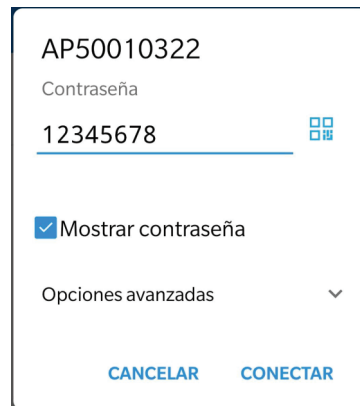 AP50010322
Contraseña
12345678
Mostrar contraseña
Opciones avanzadas
CANCELAR CONECTAR